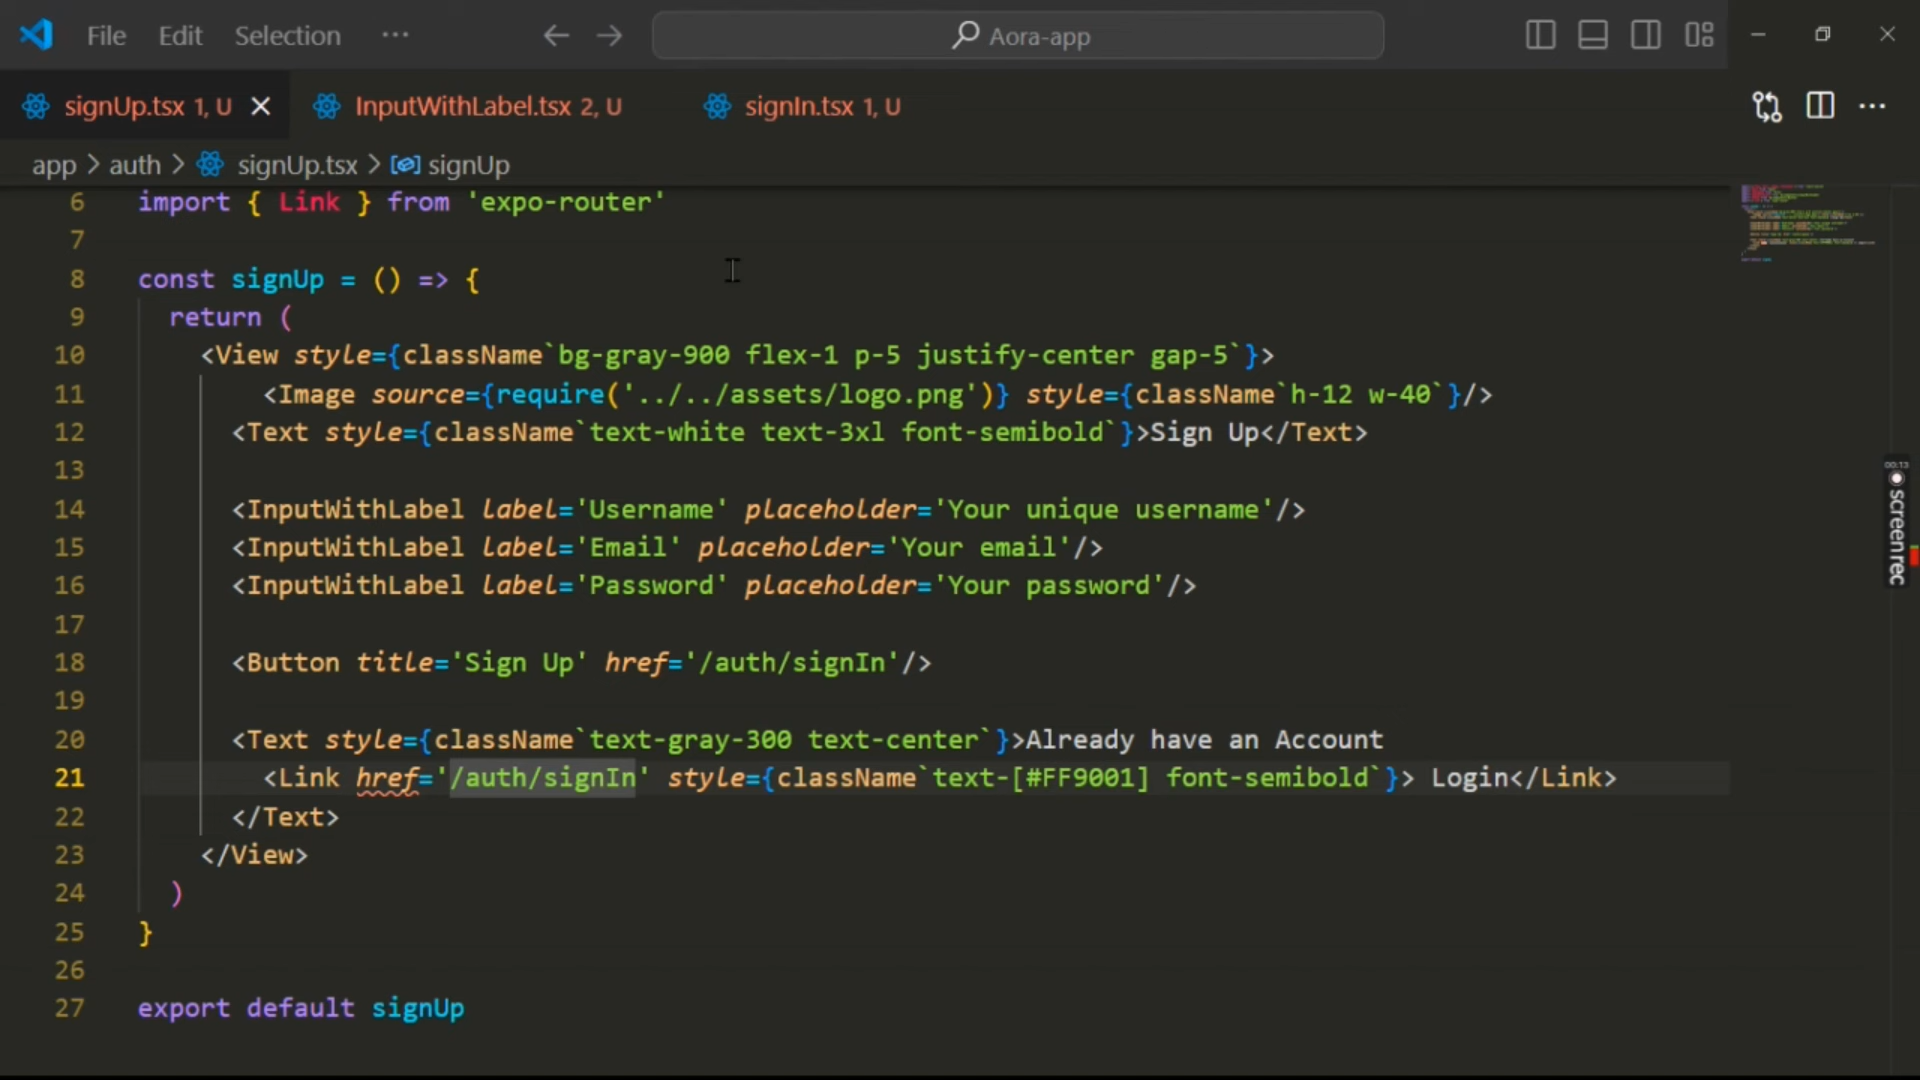 File Edit Selection ··· Aora-app
signUp.tsx 1, U InputWithLabel.tsx 2, U signIn.tsx 1, U
app > auth > signUp.tsx > signUp
6 import { Link } from 'expo-router'
7
8 const signUp = () => {
9 return (
10 <View style={className`bg-gray-900 flex-1 p-5 justify-center gap-5`}>
11 <Image source={require('../../assets/logo.png')} style={className`h-12 w-40`}/>
12 <Text style={className`text-white text-3xl font-semibold`}>Sign Up</Text>
13
14 <InputWithLabel label='Username' placeholder='Your unique username'/>
15 <InputWithLabel label='Email' placeholder='Your email'/>
16 <InputWithLabel label='Password' placeholder='Your password'/>
17
18 <Button title='Sign Up' href='/auth/signIn'/>
19
20 <Text style={className`text-gray-300 text-center`}>Already have an Account
21 <Link href='/auth/signIn' style={className`text-[#FF9001] font-semibold`}> Login</Link>
22 </Text>
23 </View>
24 )
25 }
26
27 export default signUp
00:13
screenrec